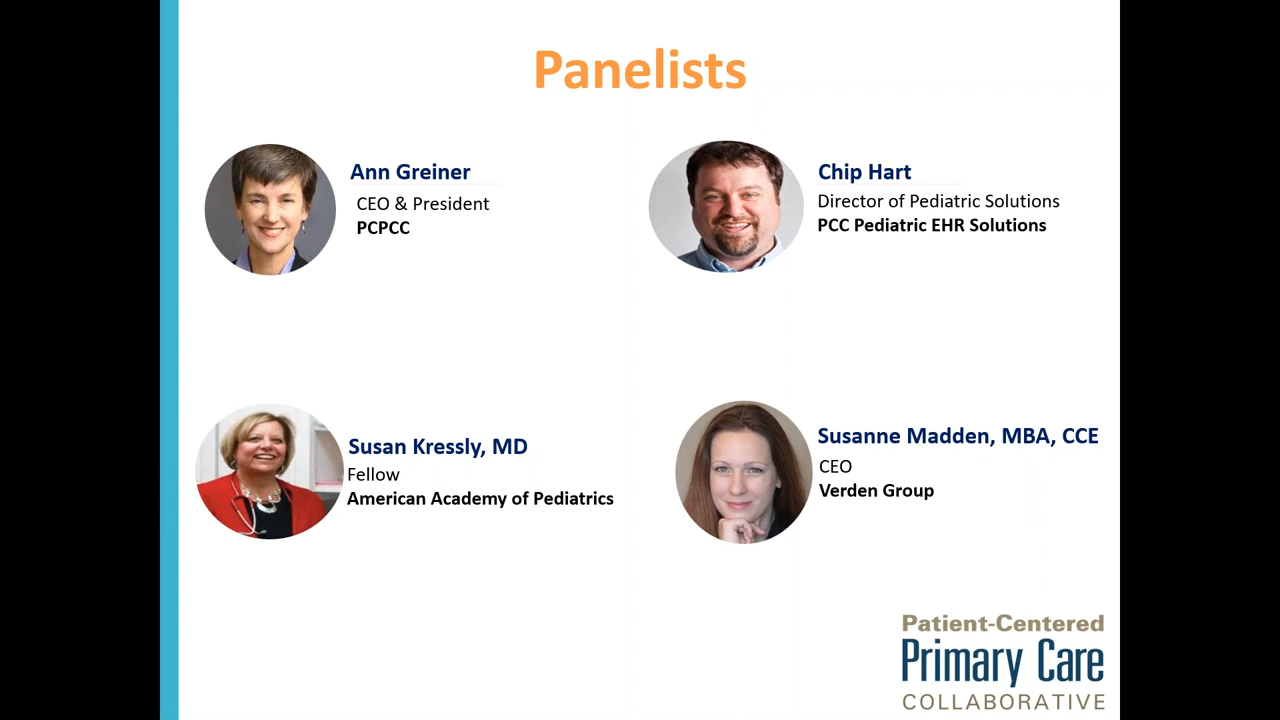 Panelists
Ann Greiner
CEO & President
PCPCC
Chip Hart
Director of Pediatric Solutions
PCC Pediatric EHR Solutions
Susan Kressly, MD
Fellow
American Academy of Pediatrics
Susanne Madden, MBA, CCE
CEO
Verden Group
Patient-Centered
Primary Care
COLLABORATIVE